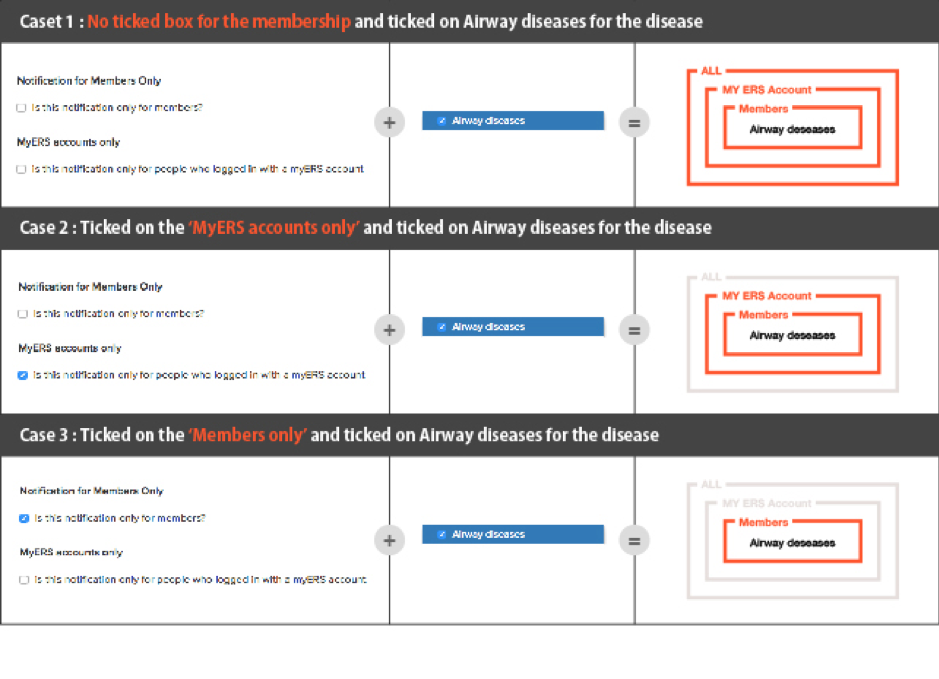 Caset 1 : No ticked box for the membership and ticked on Airway diseases for the disease
Notification for Members Only
Is this notification only for members?
MyERS accounts only
Is this notification only for people who logged in with a myERS account
+
Airway diseases
=
ALL
MY ERS Account
Members
Airway deseases
Case 2 : Ticked on the ‘MyERS accounts only’ and ticked on Airway diseases for the disease
Notification for Members Only
Is this notification only for members?
MyERS accounts only
Is this notification only for people who logged in with a myERS account
+
Airway diseases
=
ALL
MY ERS Account
Members
Airway deseases
Case 3 : Ticked on the ‘Members only’ and ticked on Airway diseases for the disease
Notification for Members Only
Is this notification only for members?
MyERS accounts only
Is this notification only for people who logged in with a myERS account
+
Airway diseases
=
ALL
MY ERS Account
Members
Airway deseases